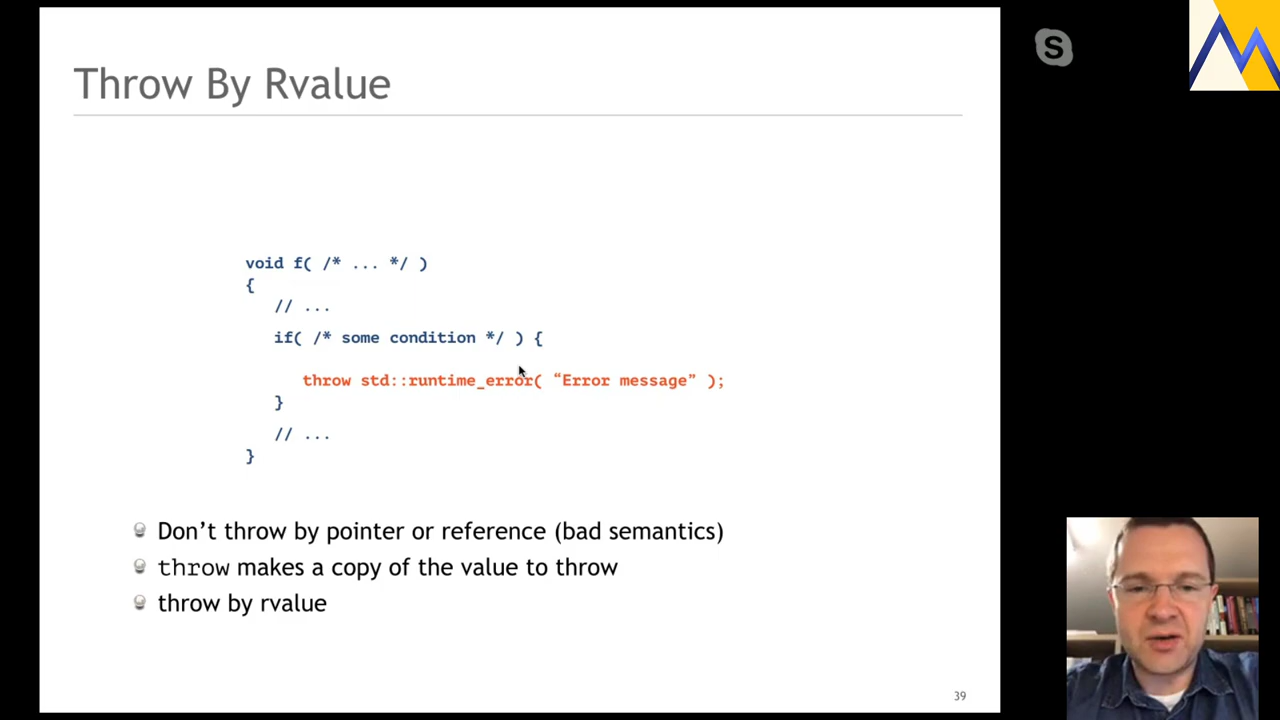 Throw By Rvalue
void f( /* ... */ )
{
// ...
if( /* some condition */ ) {
throw std::runtime_error( “Error message” );
}
// ...
}
Don’t throw by pointer or reference (bad semantics)
throw makes a copy of the value to throw
throw by rvalue
39
S